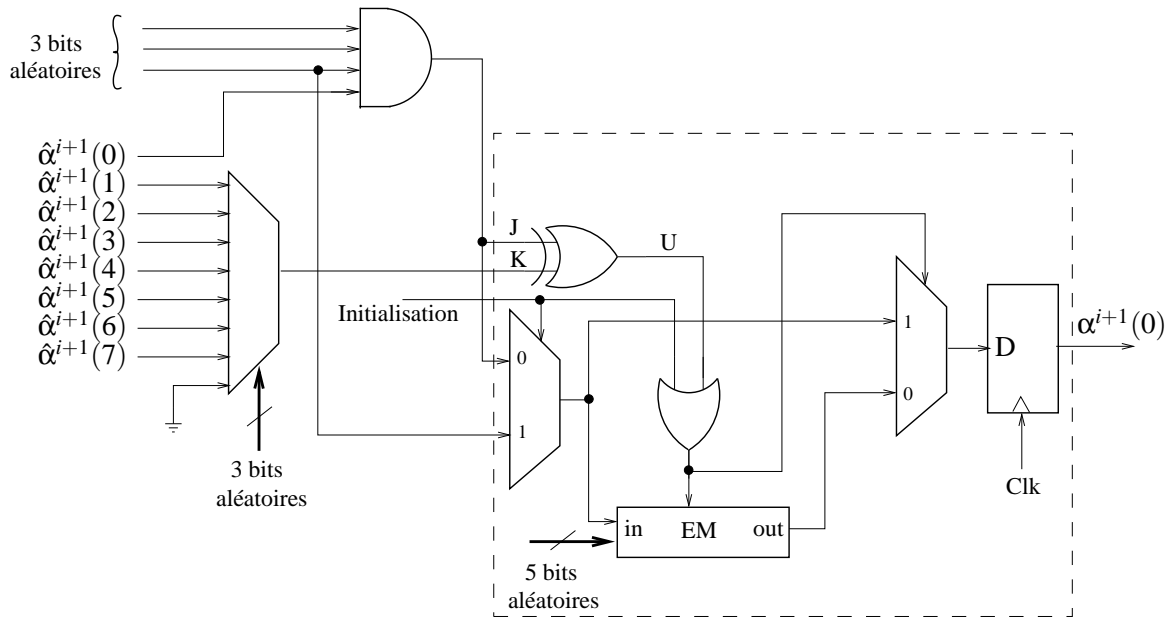 3 bits
aléatoires
α̂^{i+1}(0)
α̂^{i+1}(1)
α̂^{i+1}(2)
α̂^{i+1}(3)
α̂^{i+1}(4)
α̂^{i+1}(5)
α̂^{i+1}(6)
α̂^{i+1}(7)
3 bits
aléatoires
J
K
U
Initialisation
0
1
in EM out
5 bits
aléatoires
1
0
D
Clk
α^{i+1}(0)